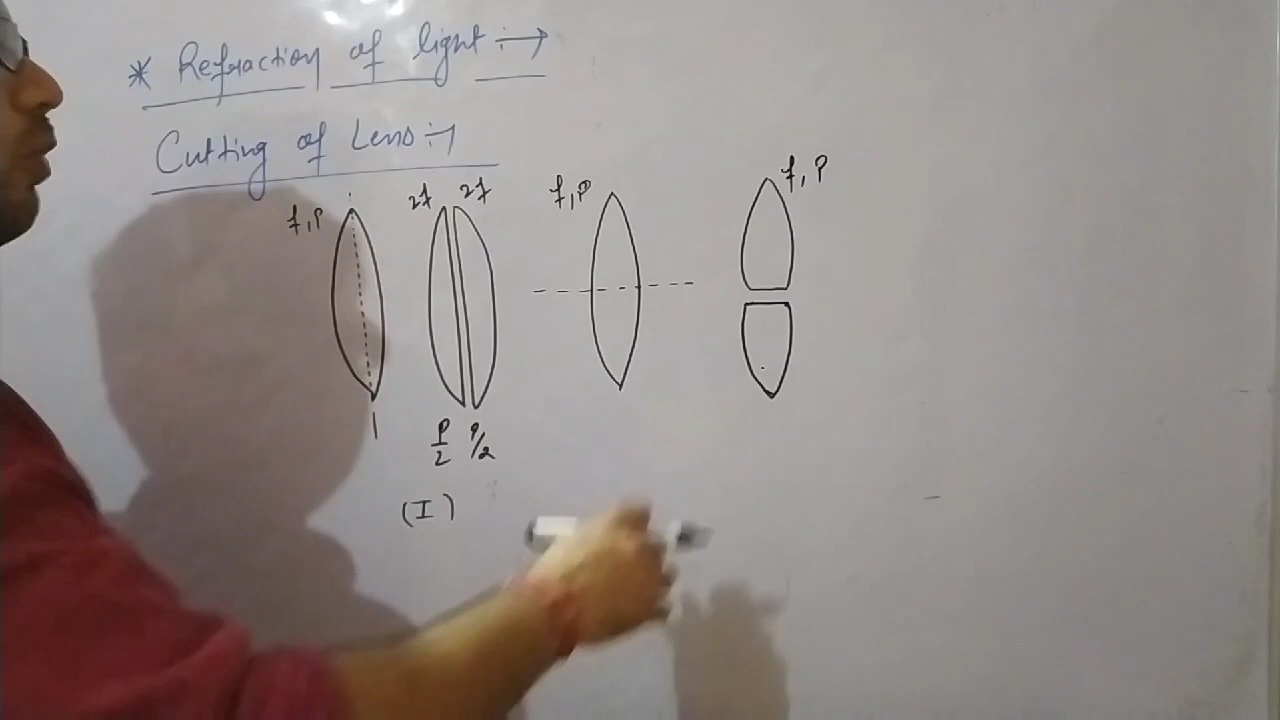 * Refraction of light :→
Cutting of Lens :-
f, P
2f 2f
f, P
f, P
P/2 P/2
(I)